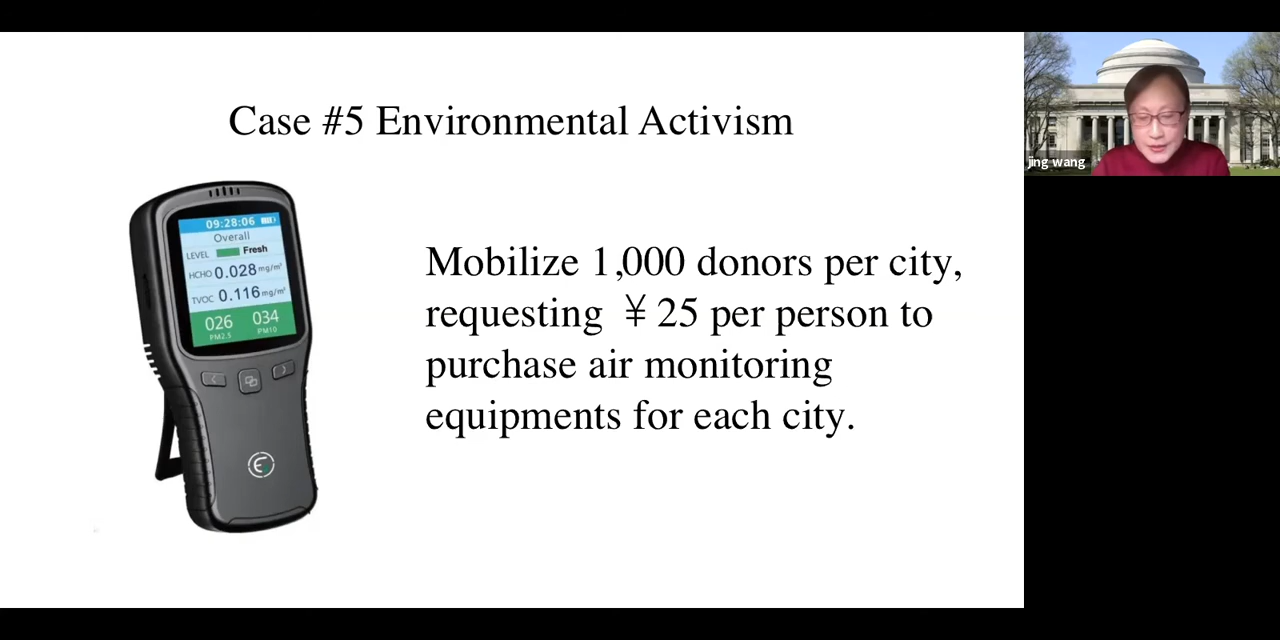 Case #5 Environmental Activism
09:28:06
Overall
LEVEL Fresh
HCHO 0.028 mg/m³
TVOC 0.116 mg/m³
026 034
PM2.5 PM10
Mobilize 1,000 donors per city,
requesting ¥25 per person to
purchase air monitoring
equipments for each city.
jing wang